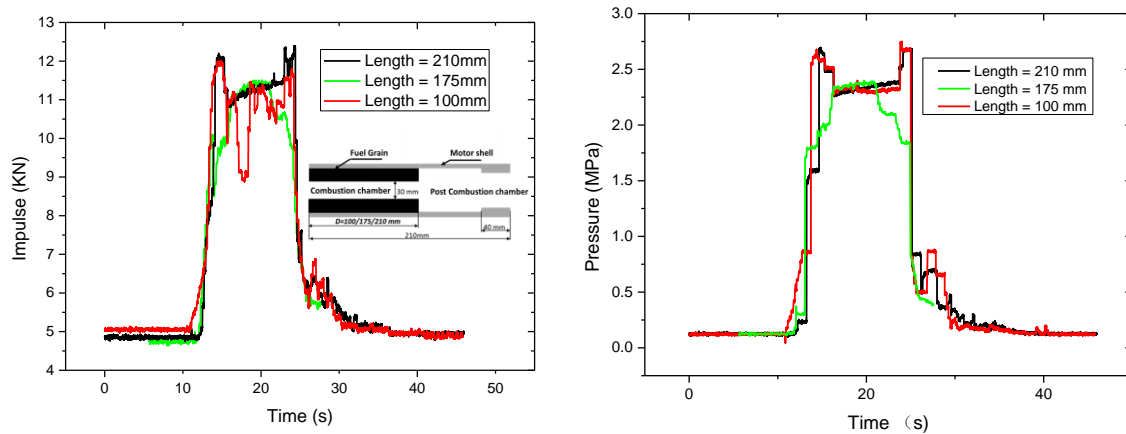 13
12
11
10
9
8
7
6
5
4
Impulse (KN)
Length = 210mm
Length = 175mm
Length = 100mm
Fuel Grain
Motor shell
Combustion chamber
30 mm
Post Combustion chamber
D=100/175/210 mm
40 mm
210mm
0
10
20
30
40
50
Time (s)
3.0
2.5
2.0
1.5
1.0
0.5
0.0
Pressure (MPa)
Length = 210 mm
Length = 175 mm
Length = 100 mm
0
20
40
Time （s)